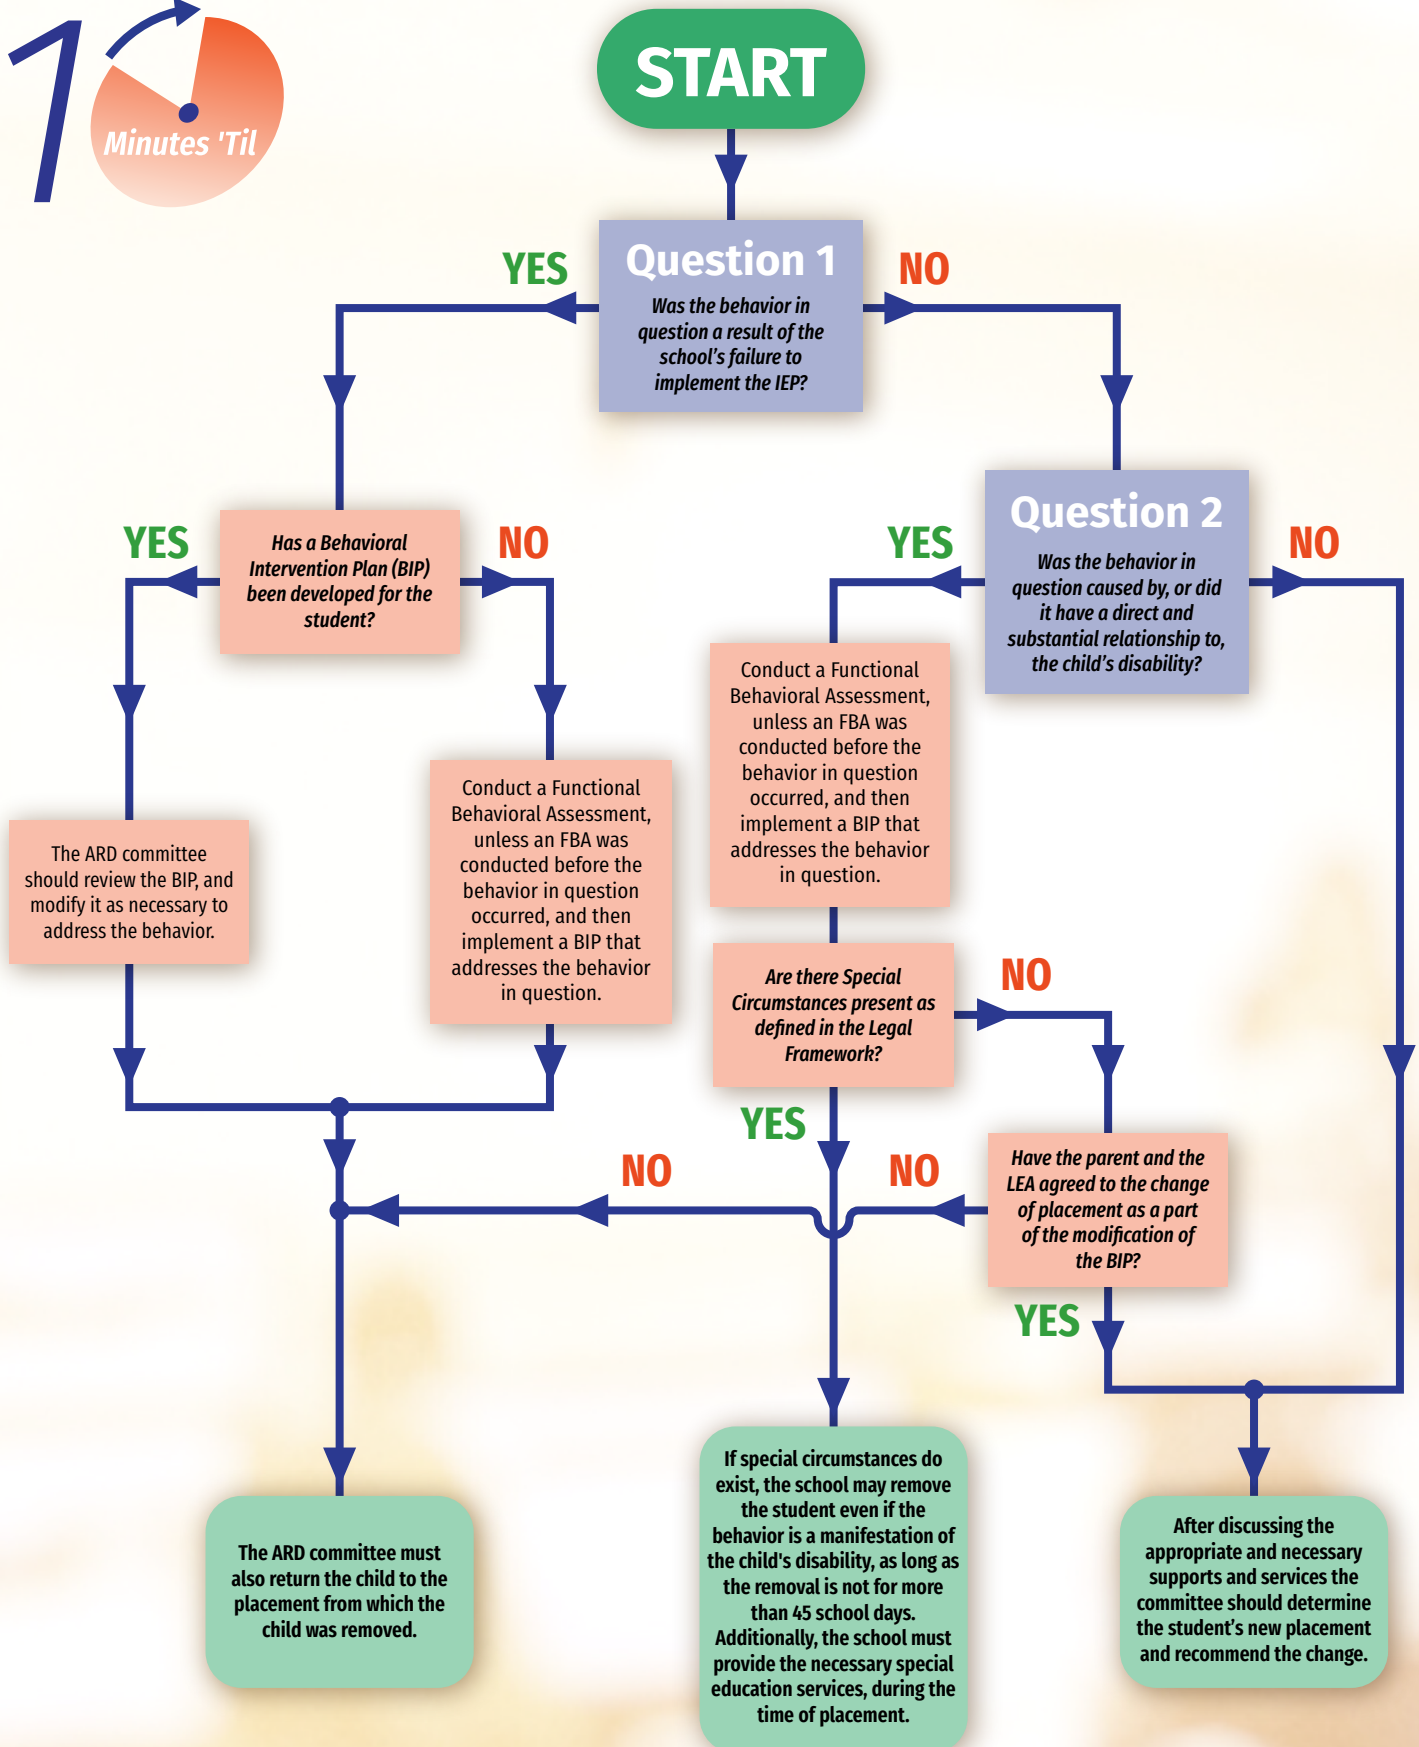 10
Minutes 'Til
START
Question 1
Was the behavior in
question a result of the
school's failure to
implement the IEP?
YES
NO
Has a Behavioral
Intervention Plan (BIP)
been developed for the
student?
YES
NO
Question 2
Was the behavior in
question caused by, or did
it have a direct and
substantial relationship to,
the child's disability?
YES
NO
The ARD committee
should review the BIP, and
modify it as necessary to
address the behavior.
Conduct a Functional
Behavioral Assessment,
unless an FBA was
conducted before the
behavior in question
occurred, and then
implement a BIP that
addresses the behavior
in question.
Conduct a Functional
Behavioral Assessment,
unless an FBA was
conducted before the
behavior in question
occurred, and then
implement a BIP that
addresses the behavior
in question.
Are there Special
Circumstances present as
defined in the Legal
Framework?
NO
YES
Have the parent and the
LEA agreed to the change
of placement as a part
of the modification of
the BIP?
NO
NO
YES
The ARD committee must
also return the child to the
placement from which the
child was removed.
If special circumstances do
exist, the school may remove
the student even if the
behavior is a manifestation of
the child's disability, as long as
the removal is not for more
than 45 school days.
Additionally, the school must
provide the necessary special
education services, during the
time of placement.
After discussing the
appropriate and necessary
supports and services the
committee should determine
the student's new placement
and recommend the change.